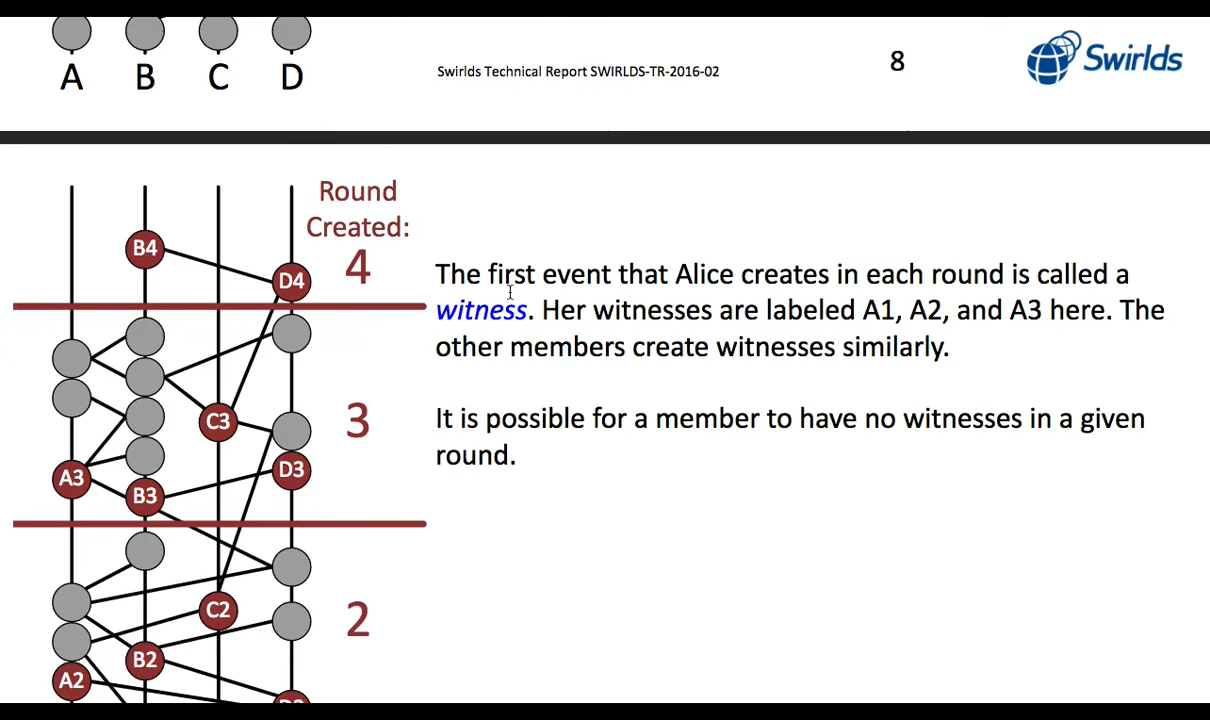 A B C D
Swirlds Technical Report SWIRLDS-TR-2016-02
8
Swirlds
Round
Created:
B4
D4
4
The first event that Alice creates in each round is called a
witness. Her witnesses are labeled A1, A2, and A3 here. The
other members create witnesses similarly.
It is possible for a member to have no witnesses in a given
round.
C3
3
A3
B3
D3
C2
2
B2
A2